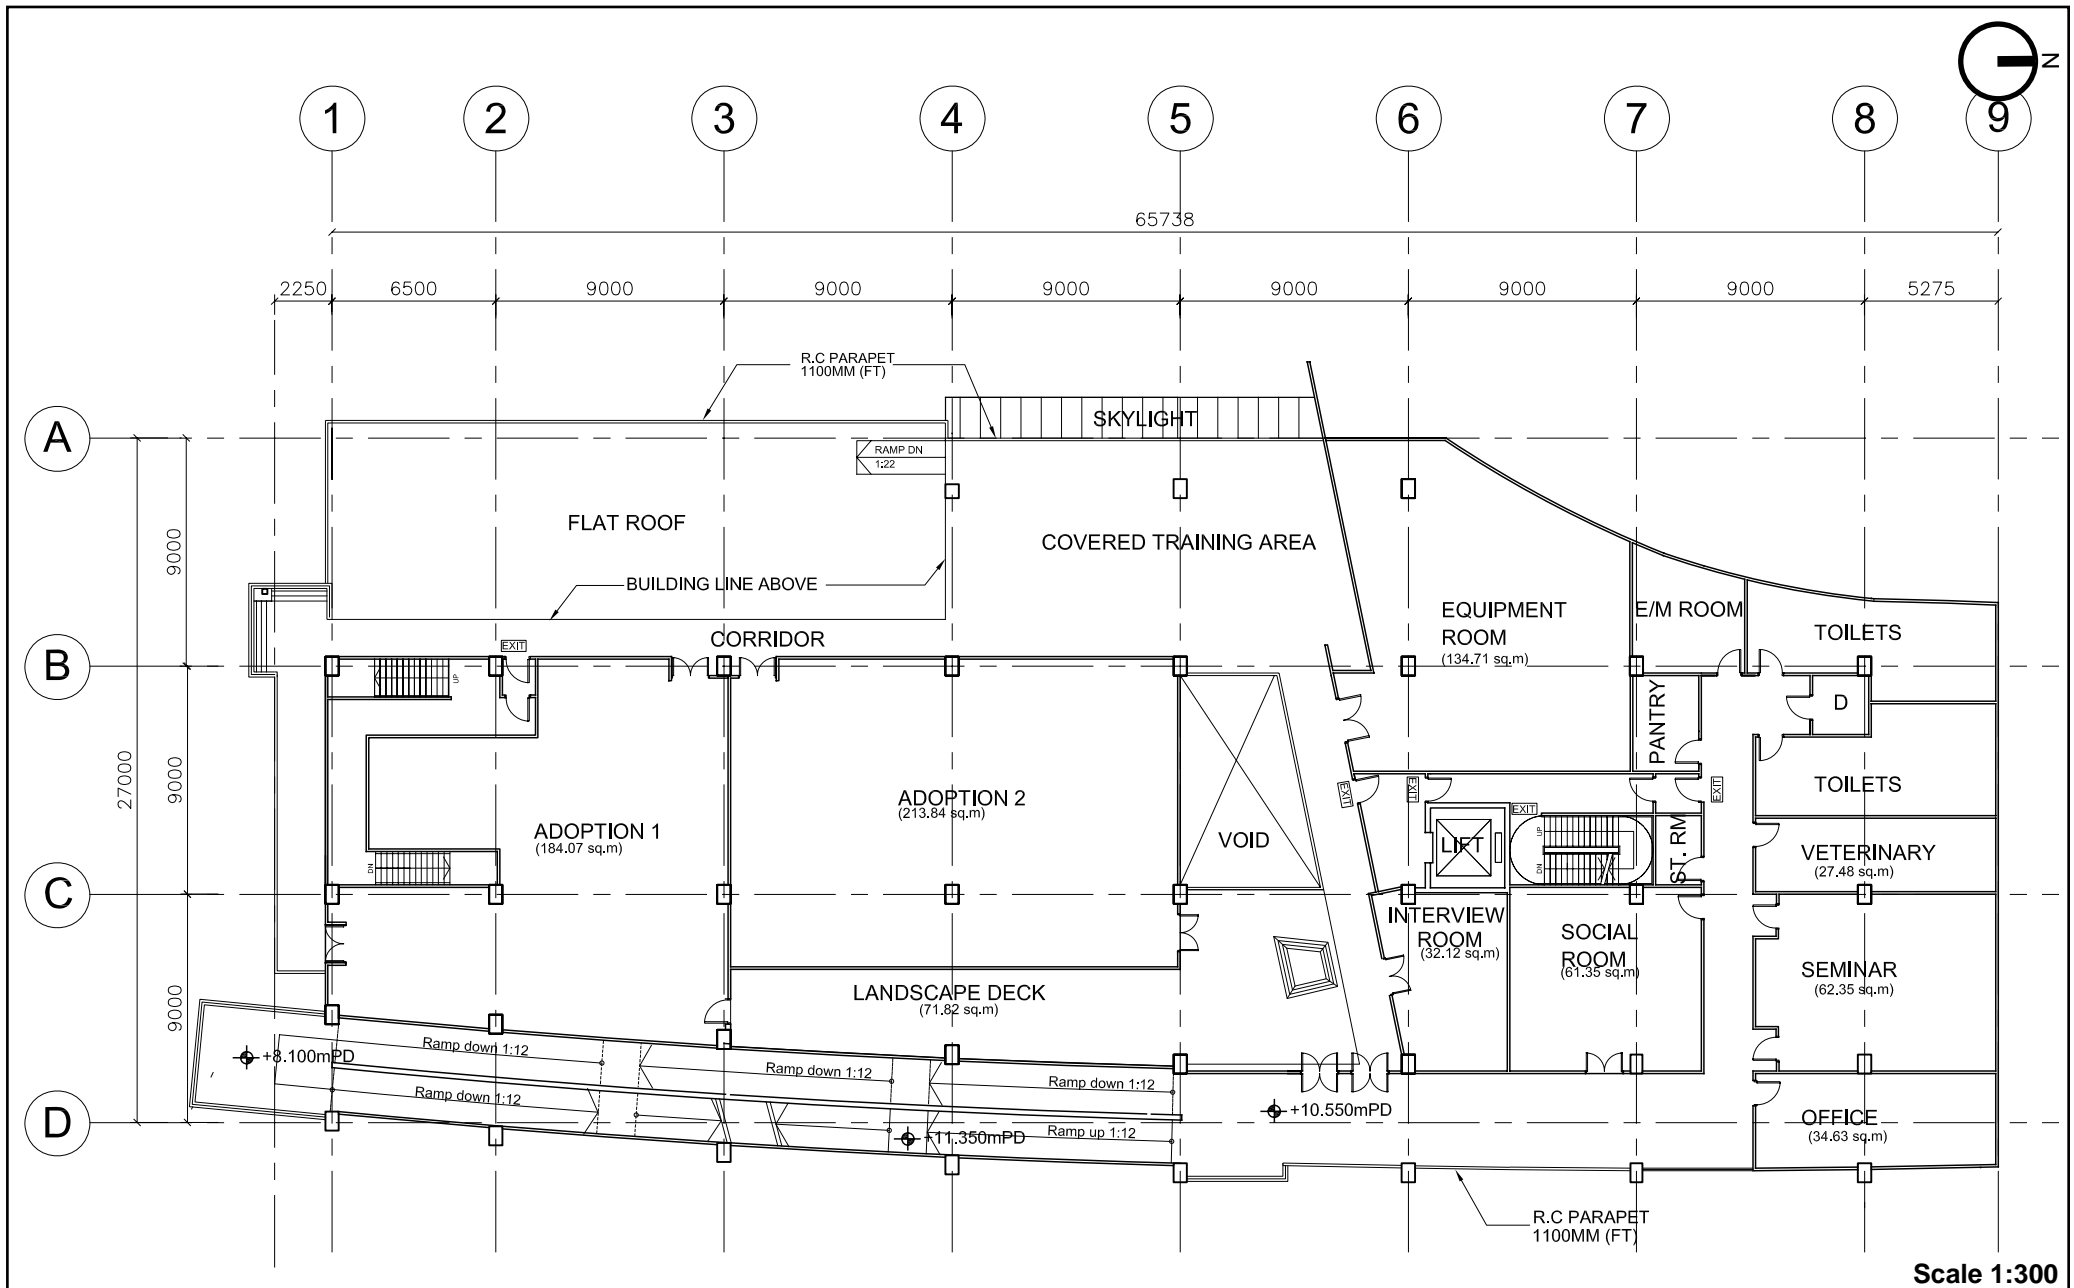 N
1
2
3
4
5
6
7
8
9
65738
2250
6500
9000
9000
9000
9000
9000
9000
5275
R.C PARAPET
1100MM (FT)
SKYLIGHT
A
RAMP DN
1:22
FLAT ROOF
COVERED TRAINING AREA
9000
BUILDING LINE ABOVE
EQUIPMENT
ROOM
(134.71 sq.m)
E/M ROOM
TOILETS
CORRIDOR
EXIT
B
UP
PANTRY
D
27000
9000
ADOPTION 2
(213.84 sq.m)
ADOPTION 1
(184.07 sq.m)
VOID
EXIT
EXIT
EXIT
EXIT
TOILETS
LIFT
UP
DN
ST. RM
VETERINARY
(27.48 sq.m)
DN
C
INTERVIEW
ROOM
(32.12 sq.m)
SOCIAL
ROOM
(61.35 sq.m)
SEMINAR
(62.35 sq.m)
9000
LANDSCAPE DECK
(71.82 sq.m)
+8.100mPD
Ramp down 1:12
Ramp down 1:12
Ramp down 1:12
Ramp down 1:12
+10.550mPD
D
+11.350mPD
Ramp up 1:12
OFFICE
(34.63 sq.m)
R.C PARAPET
1100MM (FT)
Scale 1:300